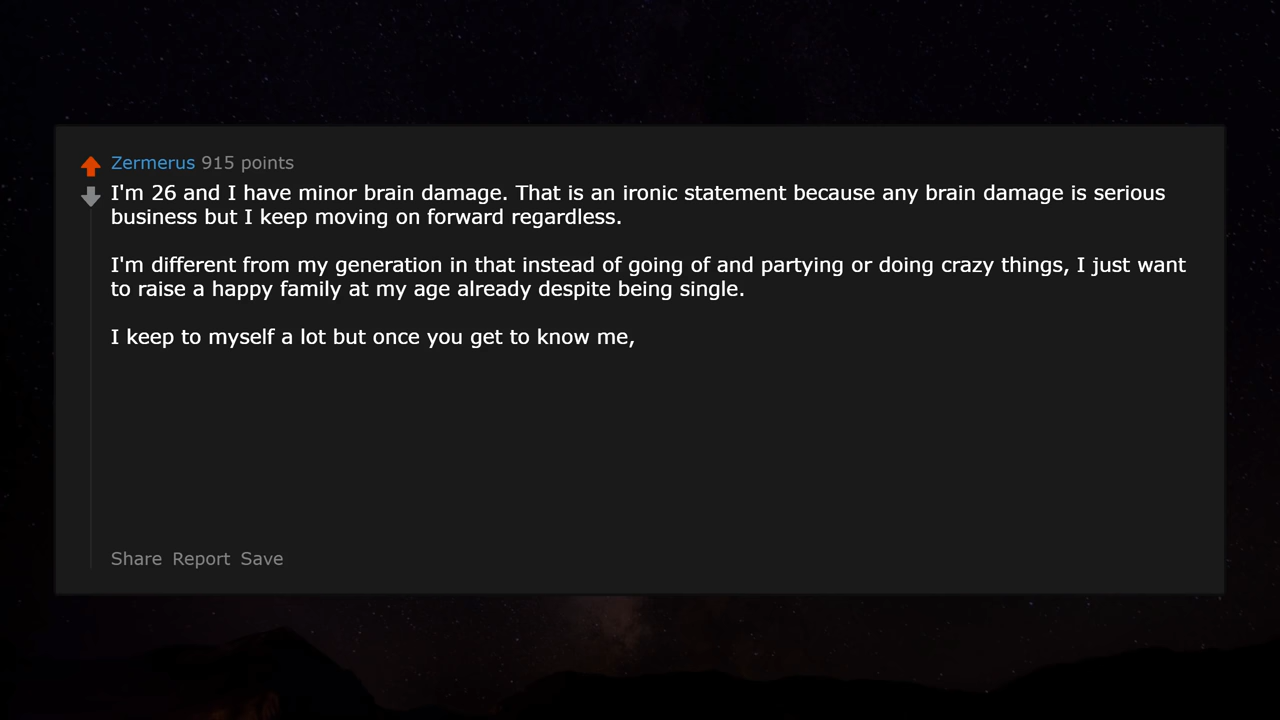 Zermerus 915 points
I'm 26 and I have minor brain damage. That is an ironic statement because any brain damage is serious
business but I keep moving on forward regardless.
I'm different from my generation in that instead of going of and partying or doing crazy things, I just want
to raise a happy family at my age already despite being single.
I keep to myself a lot but once you get to know me,
Share Report Save